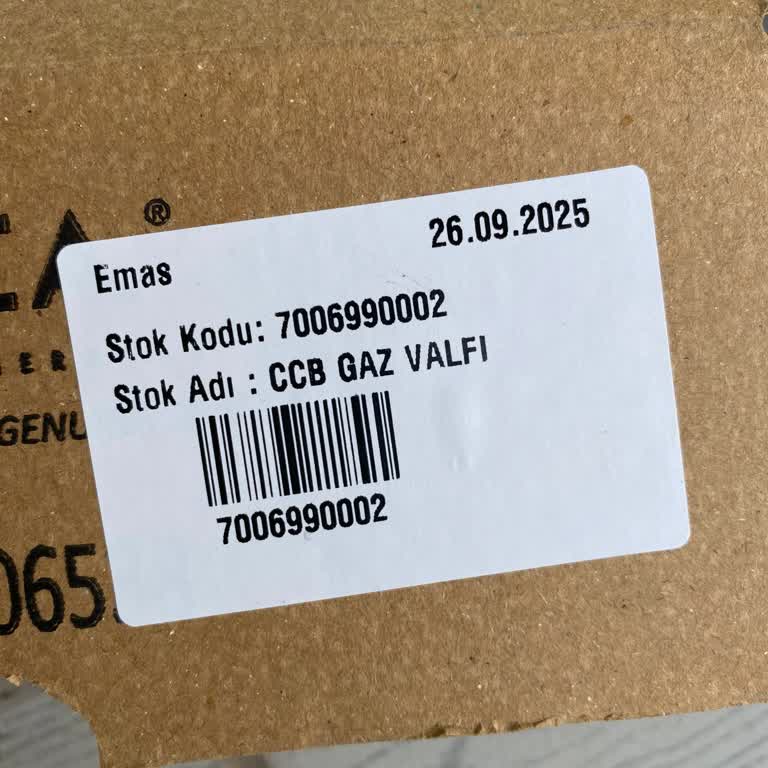 ®
Emas
26.09.2025
Stok Kodu: 7006990002
Stok Adı : CCB GAZ VALFI
7006990002